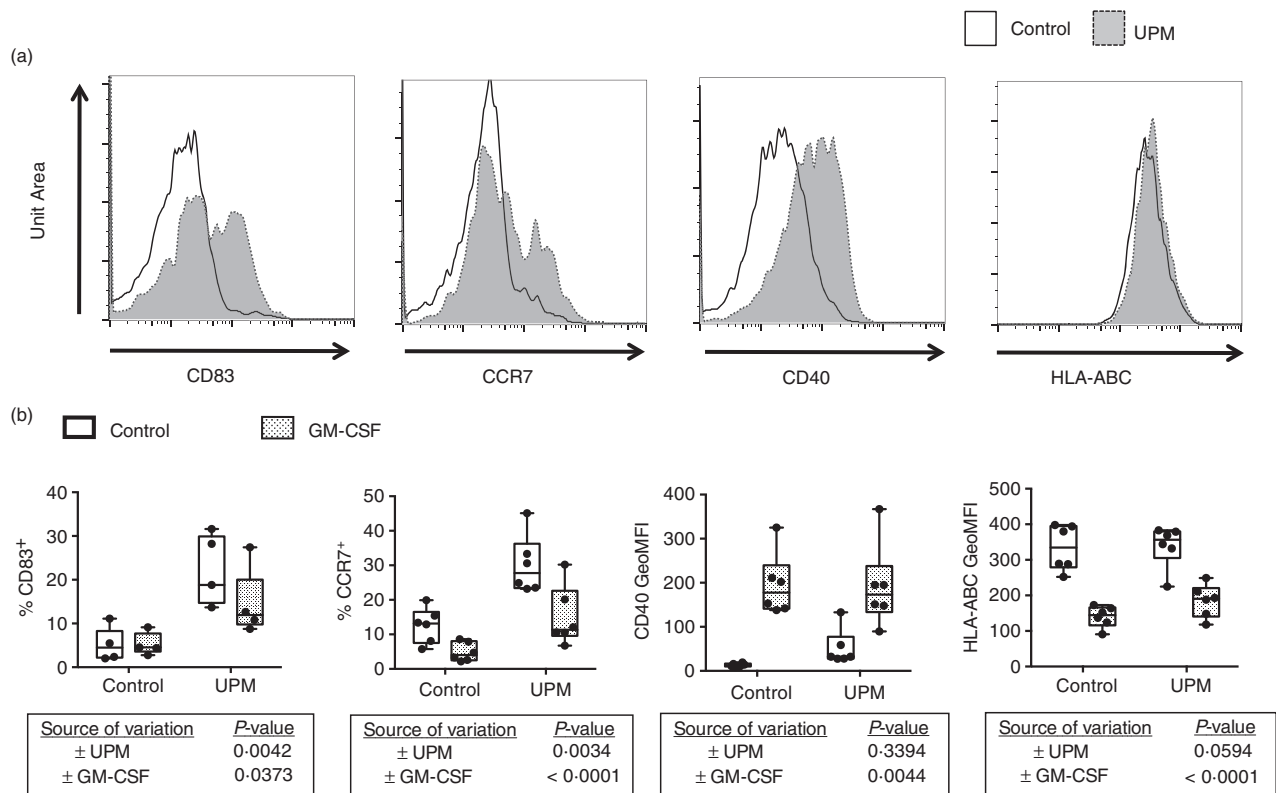 Control UPM
(a)
Unit Area
CD83 CCR7 CD40 HLA-ABC
(b)
Control GM-CSF
% CD83+
40
30
20
10
0
Control UPM
% CCR7+
50
40
30
20
10
0
Control UPM
CD40 GeoMFI
400
300
200
100
0
Control UPM
HLA-ABC GeoMFI
500
400
300
200
100
0
Control UPM
Source of variation P-value
± UPM 0·0042
± GM-CSF 0·0373
Source of variation P-value
± UPM 0·0034
± GM-CSF < 0·0001
Source of variation P-value
± UPM 0·3394
± GM-CSF 0·0044
Source of variation P-value
± UPM 0·0594
± GM-CSF < 0·0001